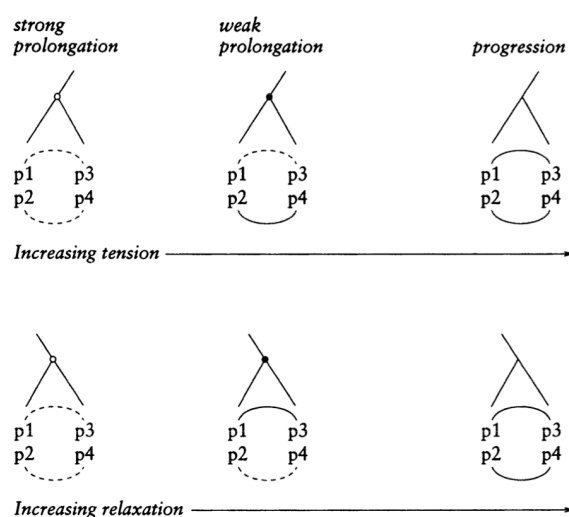 strong weak
prolongation prolongation progression
p1 p3 p1 p3 p1 p3
p2 p4 p2 p4 p2 p4
Increasing tension
p1 p3 p1 p3 p1 p3
p2 p4 p2 p4 p2 p4
Increasing relaxation